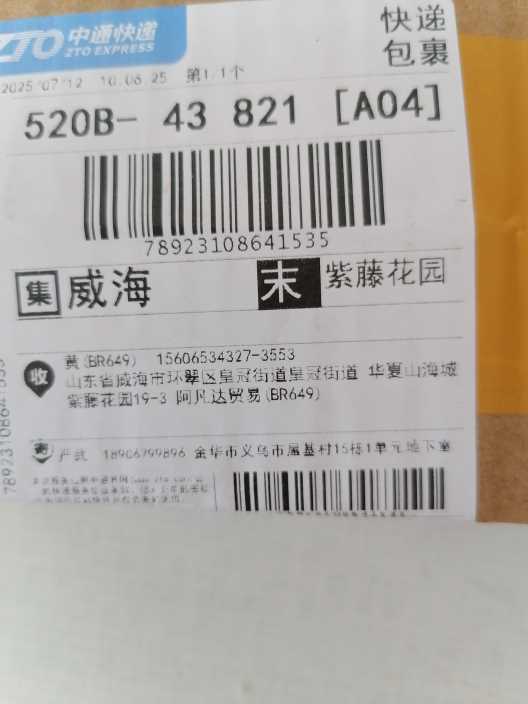 ZTO 中通快递
ZTO EXPRESS
快递
包裹
2025/07/12 10:06:25 第1/1个
520B- 43 821 [A04]
78923108641535
集 威海 末 紫藤花园
收 黄(BR649) 15606534327-3553
山东省威海市环翠区皇冠街道皇冠街道 华夏山海城
紫藤花园19-3 阿凡达贸易(BR649)
寄 严 18906799896 金华市义乌市屋基村15栋1单元地下室